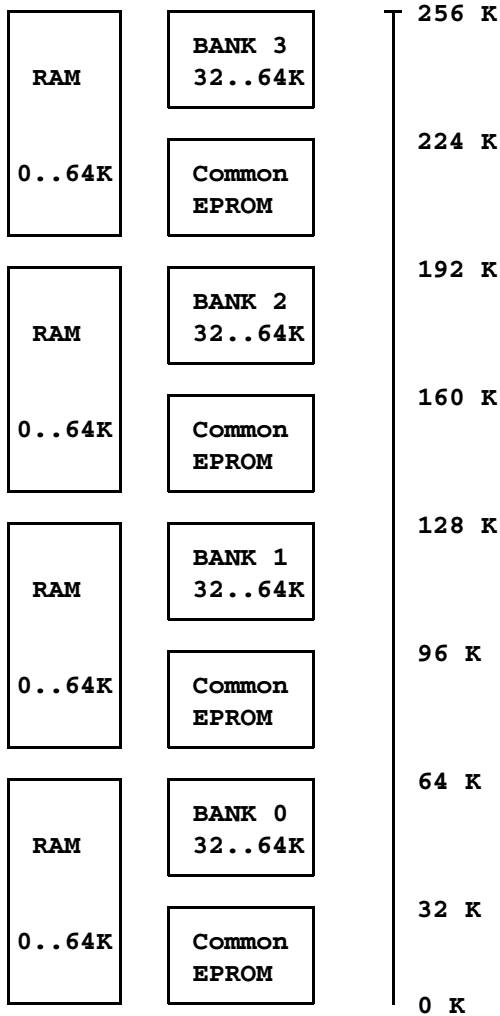 256 K
BANK 3
RAM 32..64K
224 K
0..64K Common
EPROM
192 K
BANK 2
RAM 32..64K
160 K
0..64K Common
EPROM
128 K
BANK 1
RAM 32..64K
96 K
0..64K Common
EPROM
64 K
BANK 0
RAM 32..64K
32 K
0..64K Common
EPROM
0 K